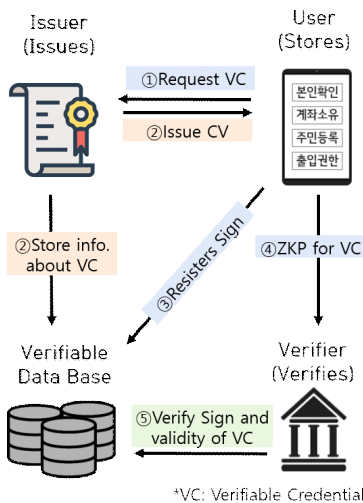 Issuer
(Issues)
User
(Stores)
①Request VC
②Issue CV
본인확인
계좌소유
주민등록
출입권한
②Store info.
about VC
③Resisters Sign
④ZKP for VC
Verifiable
Data Base
Verifier
(Verifies)
⑤Verify Sign and
validity of VC
*VC: Verifiable Credential